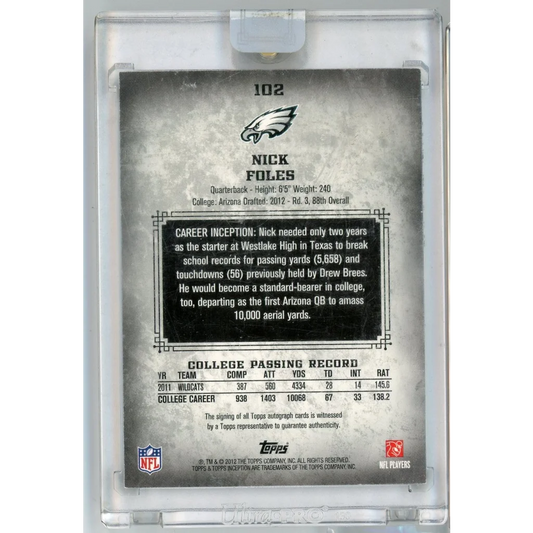 102
NICK
FOLES
Quarterback - Height: 6'5" Weight: 240
College: Arizona Drafted: 2012 - Rd. 3, 88th Overall
CAREER INCEPTION: Nick needed only two years
as the starter at Westlake High in Texas to break
school records for passing yards (5,658) and
touchdowns (56) previously held by Drew Brees.
He would become a standard-bearer in college,
too, departing as the first Arizona QB to amass
10,000 aerial yards.
COLLEGE PASSING RECORD
YR TEAM COMP ATT YDS TD INT RAT
2011 WILDCATS 387 560 4334 28 14 145.6
COLLEGE CAREER 938 1403 10068 67 33 138.2
The signing of all Topps autograph cards is witnessed
by a Topps representative to guarantee authenticity.
NFL
Topps
NFL PLAYERS
®, TM & © 2012 THE TOPPS COMPANY, INC. ALL RIGHTS RESERVED.
TOPPS & TOPPS INCEPTION ARE TRADEMARKS OF THE TOPPS COMPANY, INC.